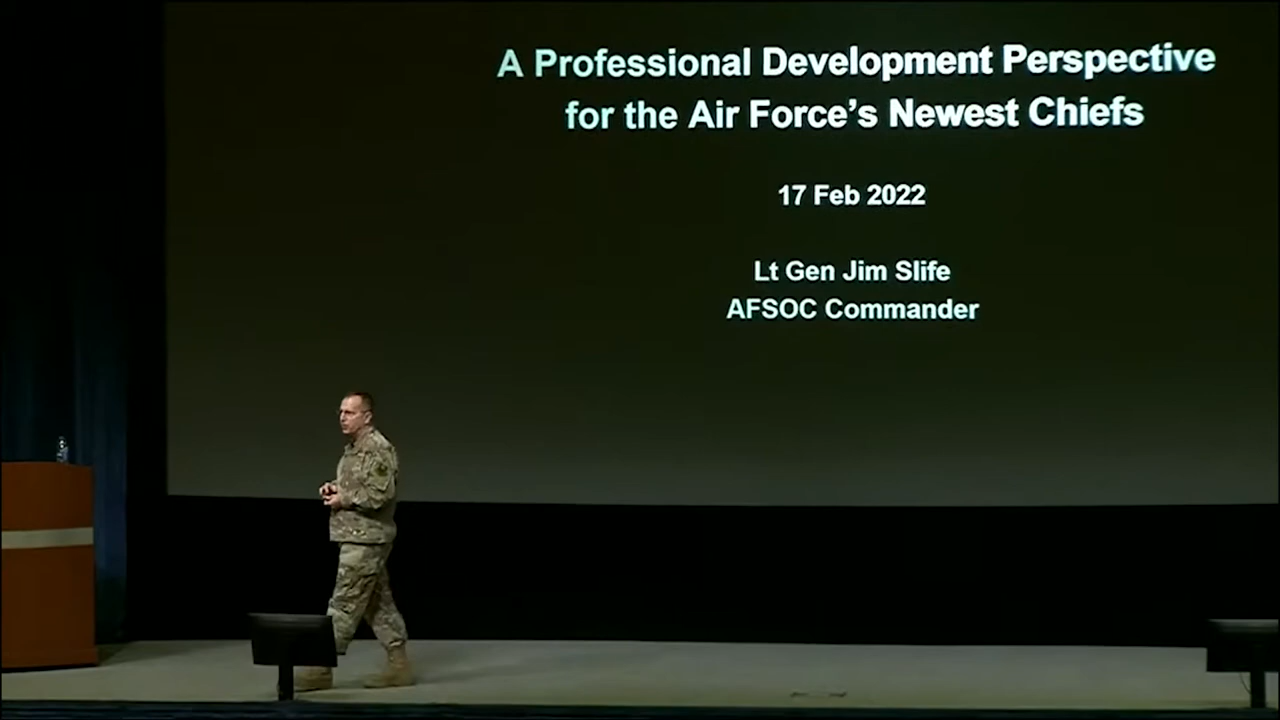 A Professional Development Perspective
for the Air Force's Newest Chiefs
17 Feb 2022
Lt Gen Jim Slife
AFSOC Commander